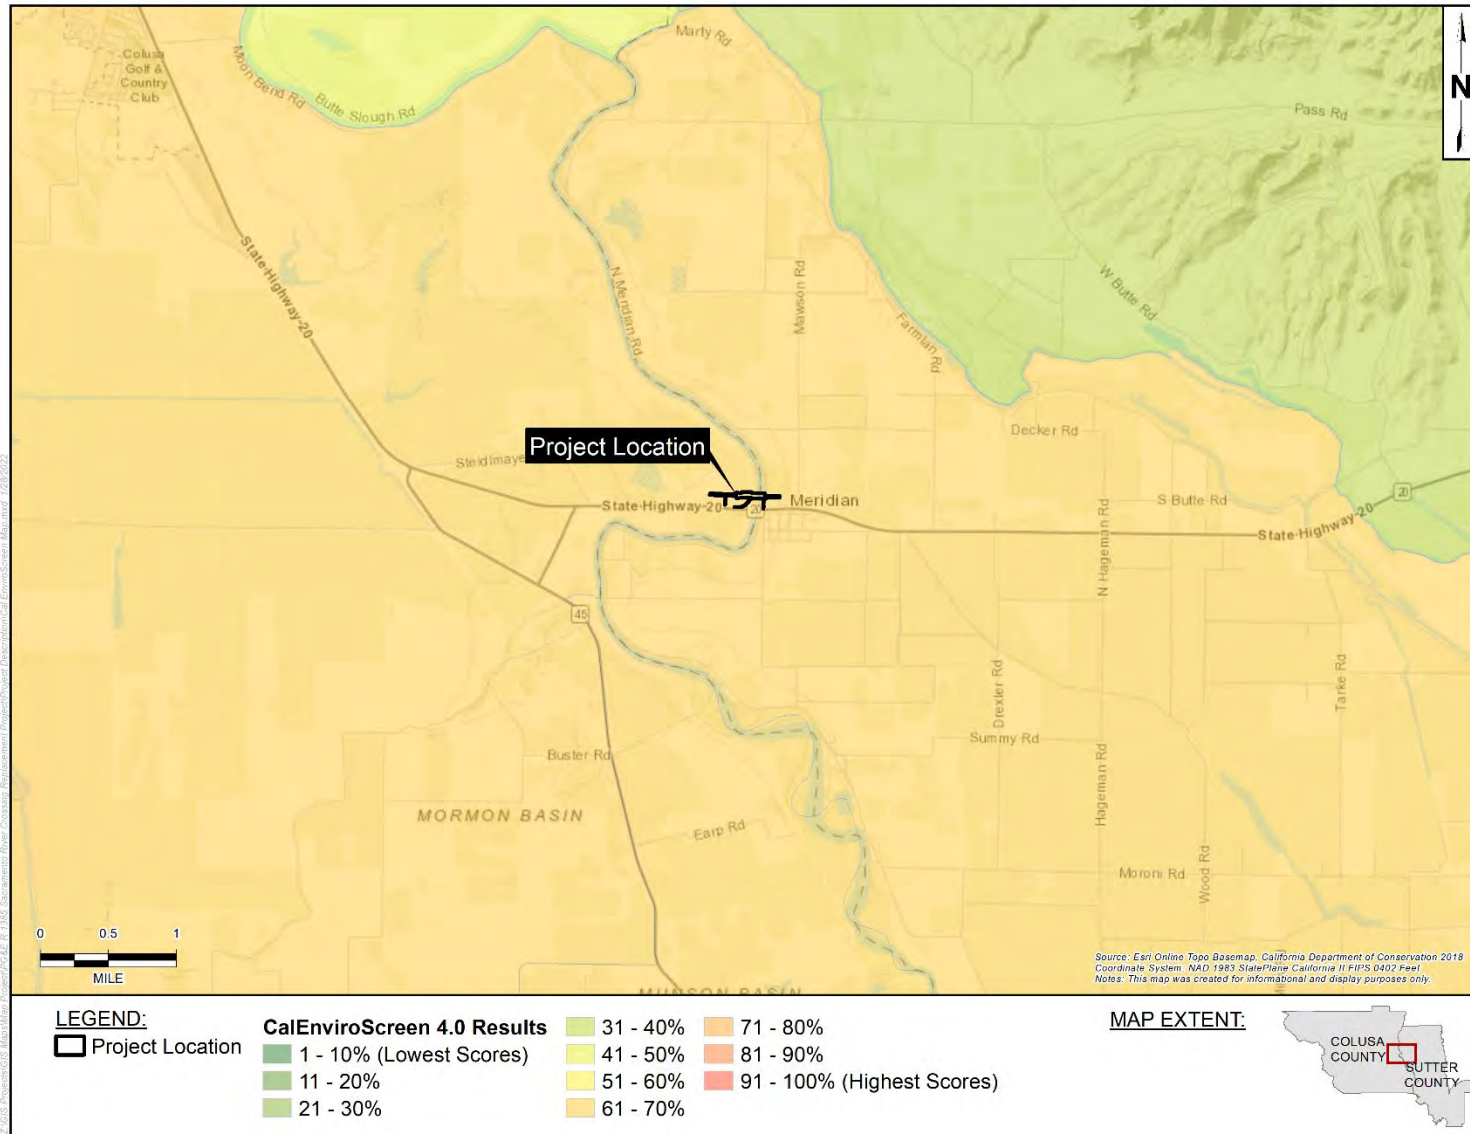 Marty Rd
Colusa
Golf &
Country
Club
Moon Bend Rd
Butte Slough Rd
Pass Rd
N
State-Highway-20
N Meridian Rd
Mawson Rd
W Butte Rd
Farmlan Rd
Decker Rd
Project Location
Steidlmaye
State-Highway-20
20
Meridian
S Butte Rd
20
State-Highway-20
N Hageman Rd
45
Drexler Rd
Tarke Rd
Summy Rd
Buster Rd
Hageman Rd
MORMON BASIN
Earp Rd
Moroni Rd
Wood Rd
0 0.5 1
MILE
MUNSON BASIN
Source: Esri Online Topo Basemap, California Department of Conservation 2018
Coordinate System: NAD 1983 StatePlane California II FIPS 0402 Feet
Notes: This map was created for informational and display purposes only.
LEGEND:
Project Location
CalEnviroScreen 4.0 Results
1 - 10% (Lowest Scores)
11 - 20%
21 - 30%
31 - 40%
41 - 50%
51 - 60%
61 - 70%
71 - 80%
81 - 90%
91 - 100% (Highest Scores)
MAP EXTENT:
COLUSA
COUNTY
SUTTER
COUNTY